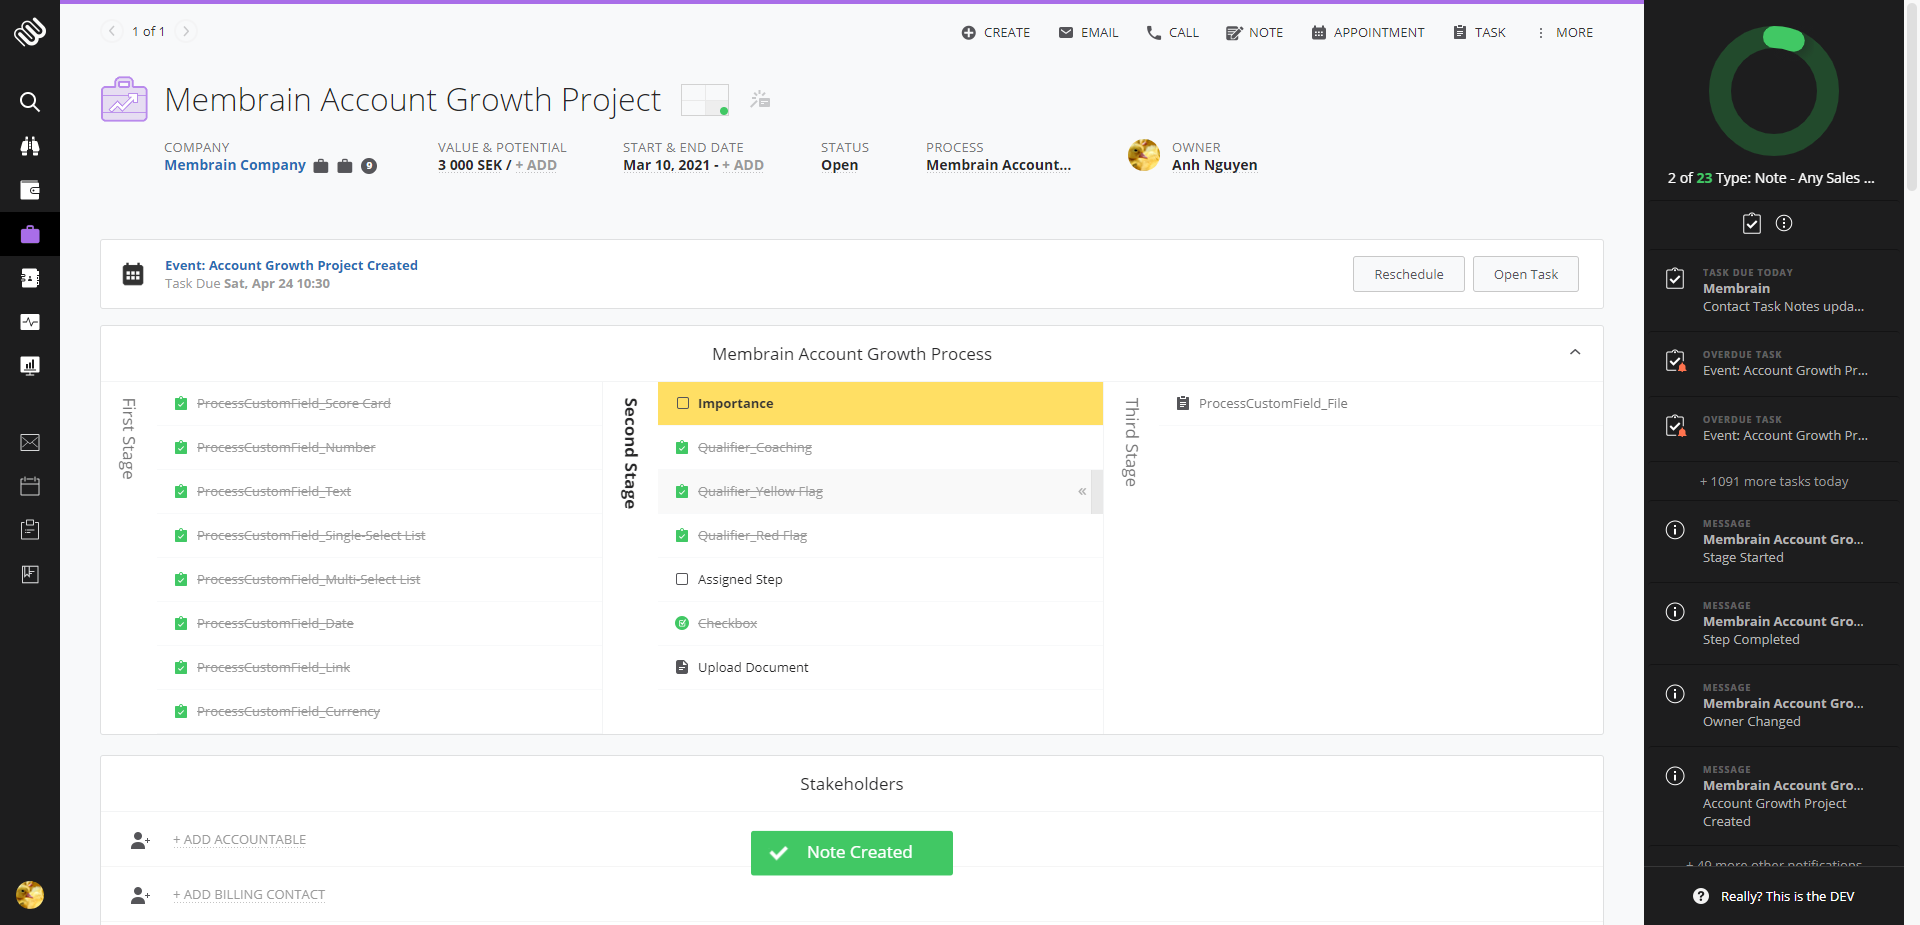 1 of 1
CREATE
EMAIL
CALL
NOTE
APPOINTMENT
TASK
MORE
Membrain Account Growth Project
COMPANY
Membrain Company
9
VALUE & POTENTIAL
3 000 SEK / + ADD
START & END DATE
Mar 10, 2021 - + ADD
STATUS
Open
PROCESS
Membrain Account...
OWNER
Anh Nguyen
Event: Account Growth Project Created
Task Due Sat, Apr 24 10:30
Reschedule
Open Task
Membrain Account Growth Process
First Stage
ProcessCustomField_Score Card
ProcessCustomField_Number
ProcessCustomField_Text
ProcessCustomField_Single-Select List
ProcessCustomField_Multi-Select List
ProcessCustomField_Date
ProcessCustomField_Link
ProcessCustomField_Currency
Second Stage
Importance
Qualifier_Coaching
Qualifier_Yellow Flag
«
Qualifier_Red Flag
Assigned Step
Checkbox
Upload Document
Third Stage
ProcessCustomField_File
Stakeholders
+ ADD ACCOUNTABLE
+ ADD BILLING CONTACT
Note Created
2 of 23 Type: Note - Any Sales ...
TASK DUE TODAY
Membrain
Contact Task Notes upda...
OVERDUE TASK
Event: Account Growth Pr...
OVERDUE TASK
Event: Account Growth Pr...
+ 1091 more tasks today
MESSAGE
Membrain Account Gro...
Stage Started
MESSAGE
Membrain Account Gro...
Step Completed
MESSAGE
Membrain Account Gro...
Owner Changed
MESSAGE
Membrain Account Gro...
Account Growth Project
Created
+ 49 more other notifications
Really? This is the DEV